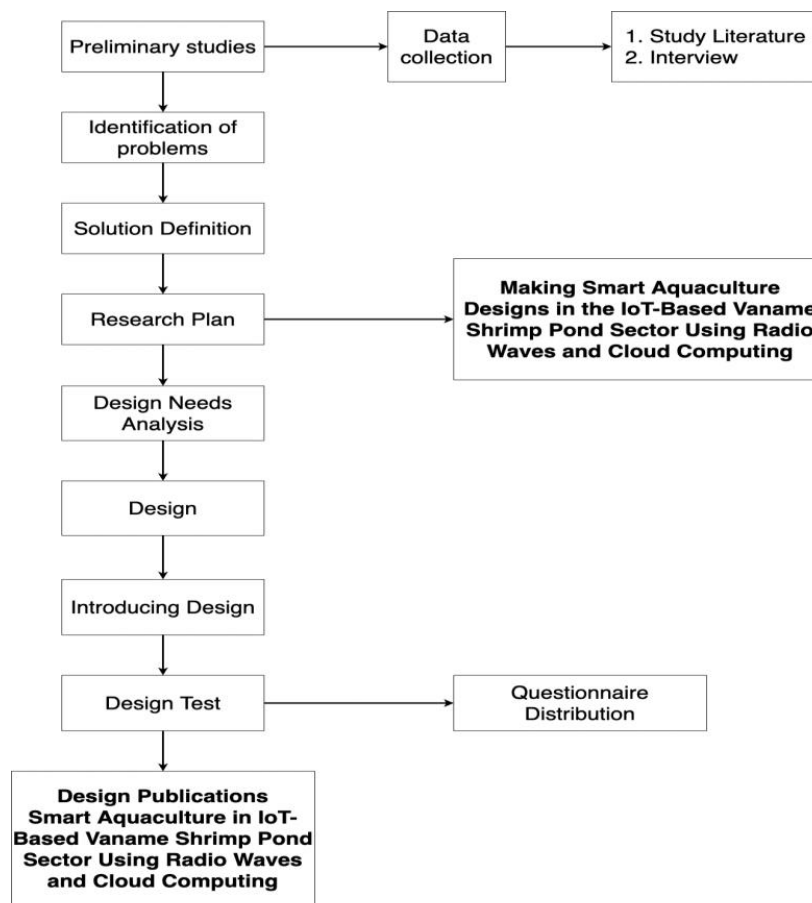 Preliminary studies
Data
collection
1. Study Literature
2. Interview
Identification of
problems
Solution Definition
Research Plan
Making Smart Aquaculture
Designs in the IoT-Based Vaname
Shrimp Pond Sector Using Radio
Waves and Cloud Computing
Design Needs
Analysis
Design
Introducing Design
Design Test
Questionnaire
Distribution
Design Publications
Smart Aquaculture in IoT-
Based Vaname Shrimp Pond
Sector Using Radio Waves
and Cloud Computing